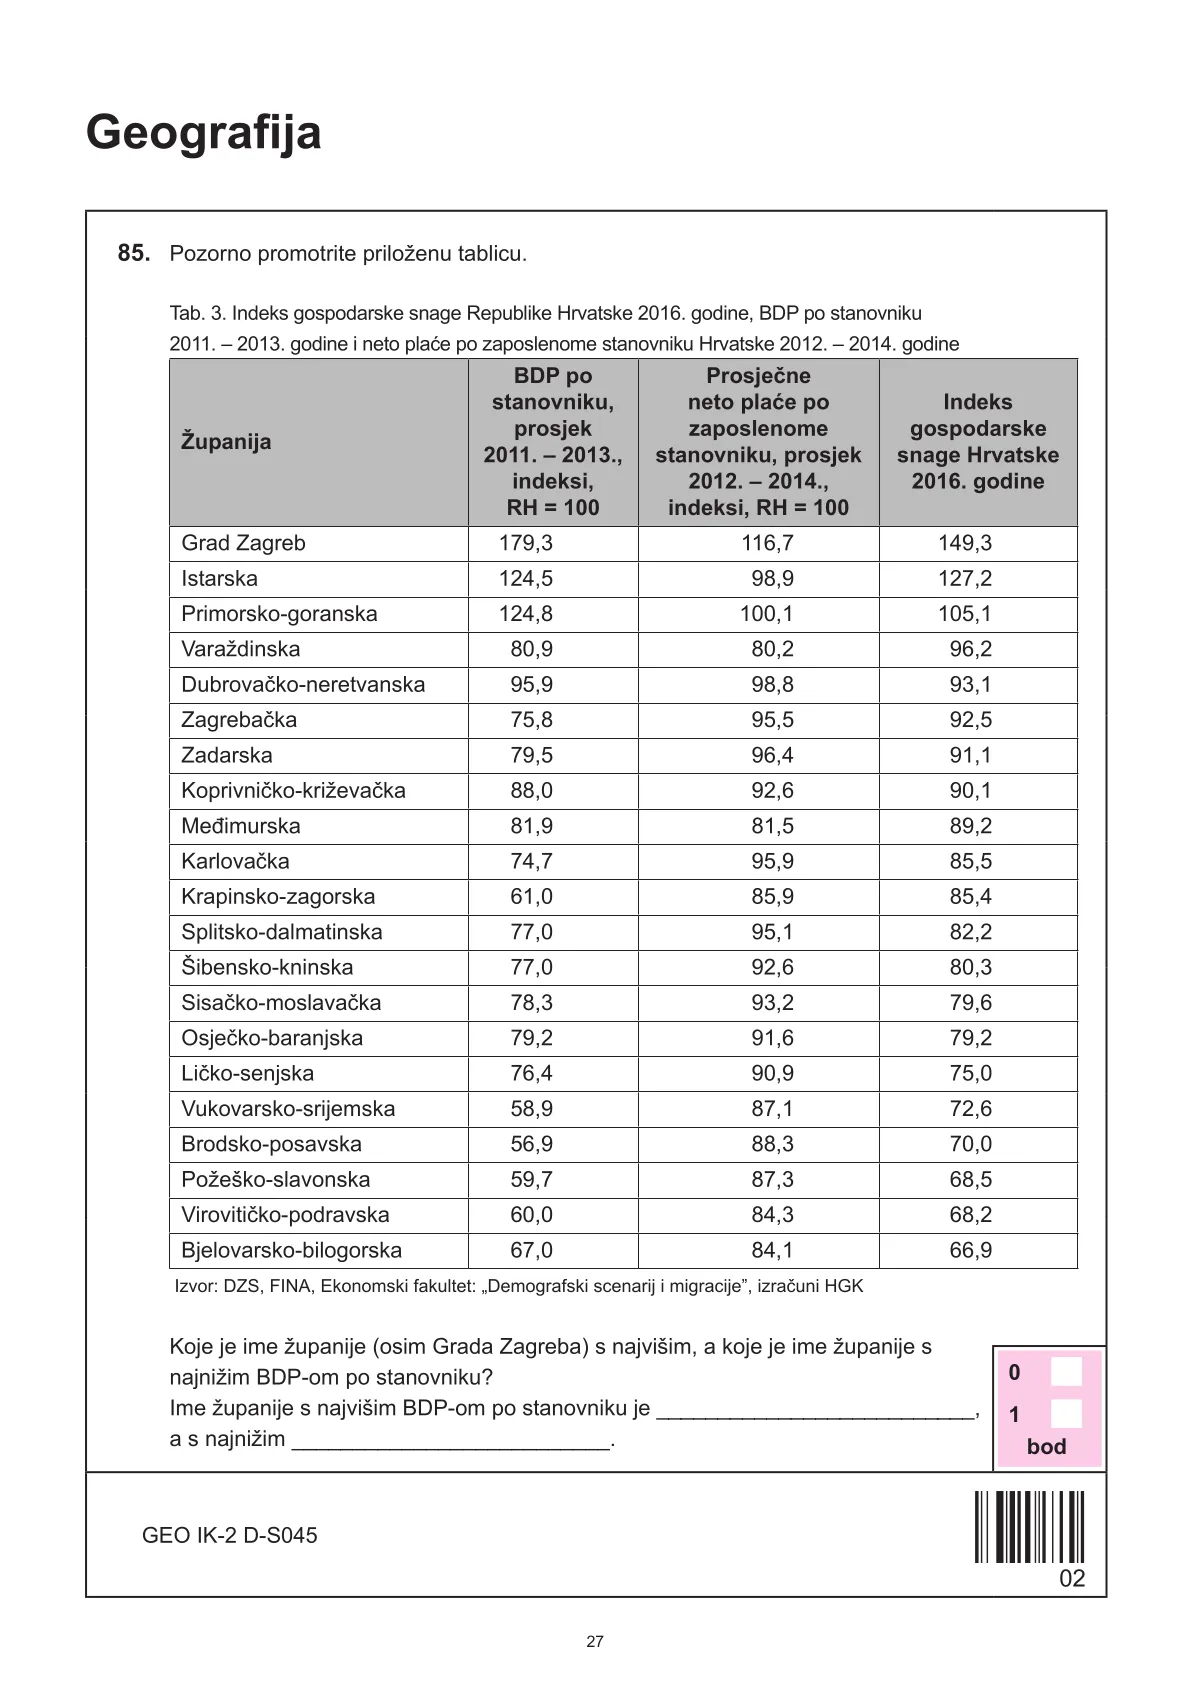 Geografija
85. Pozorno promotrite priloženu tablicu.
Tab. 3. Indeks gospodarske snage Republike Hrvatske 2016. godine, BDP po stanovniku
2011. – 2013. godine i neto plaće po zaposlenome stanovniku Hrvatske 2012. – 2014. godine
Županija
BDP po
stanovniku,
prosjek
2011. – 2013.,
indeksi,
RH = 100
Prosječne
neto plaće po
zaposlenome
stanovniku, prosjek
2012. – 2014.,
indeksi, RH = 100
Indeks
gospodarske
snage Hrvatske
2016. godine
Grad Zagreb 179,3 116,7 149,3
Istarska 124,5 98,9 127,2
Primorsko-goranska 124,8 100,1 105,1
Varaždinska 80,9 80,2 96,2
Dubrovačko-neretvanska 95,9 98,8 93,1
Zagrebačka 75,8 95,5 92,5
Zadarska 79,5 96,4 91,1
Koprivničko-križevačka 88,0 92,6 90,1
Međimurska 81,9 81,5 89,2
Karlovačka 74,7 95,9 85,5
Krapinsko-zagorska 61,0 85,9 85,4
Splitsko-dalmatinska 77,0 95,1 82,2
Šibensko-kninska 77,0 92,6 80,3
Sisačko-moslavačka 78,3 93,2 79,6
Osječko-baranjska 79,2 91,6 79,2
Ličko-senjska 76,4 90,9 75,0
Vukovarsko-srijemska 58,9 87,1 72,6
Brodsko-posavska 56,9 88,3 70,0
Požeško-slavonska 59,7 87,3 68,5
Virovitičko-podravska 60,0 84,3 68,2
Bjelovarsko-bilogorska 67,0 84,1 66,9
Izvor: DZS, FINA, Ekonomski fakultet: „Demografski scenarij i migracije”, izračuni HGK
Koje je ime županije (osim Grada Zagreba) s najvišim, a koje je ime županije s
najnižim BDP-om po stanovniku?
Ime županije s najvišim BDP-om po stanovniku je __________________________,
a s najnižim __________________________.
0
1
bod
GEO IK-2 D-S045
02
27